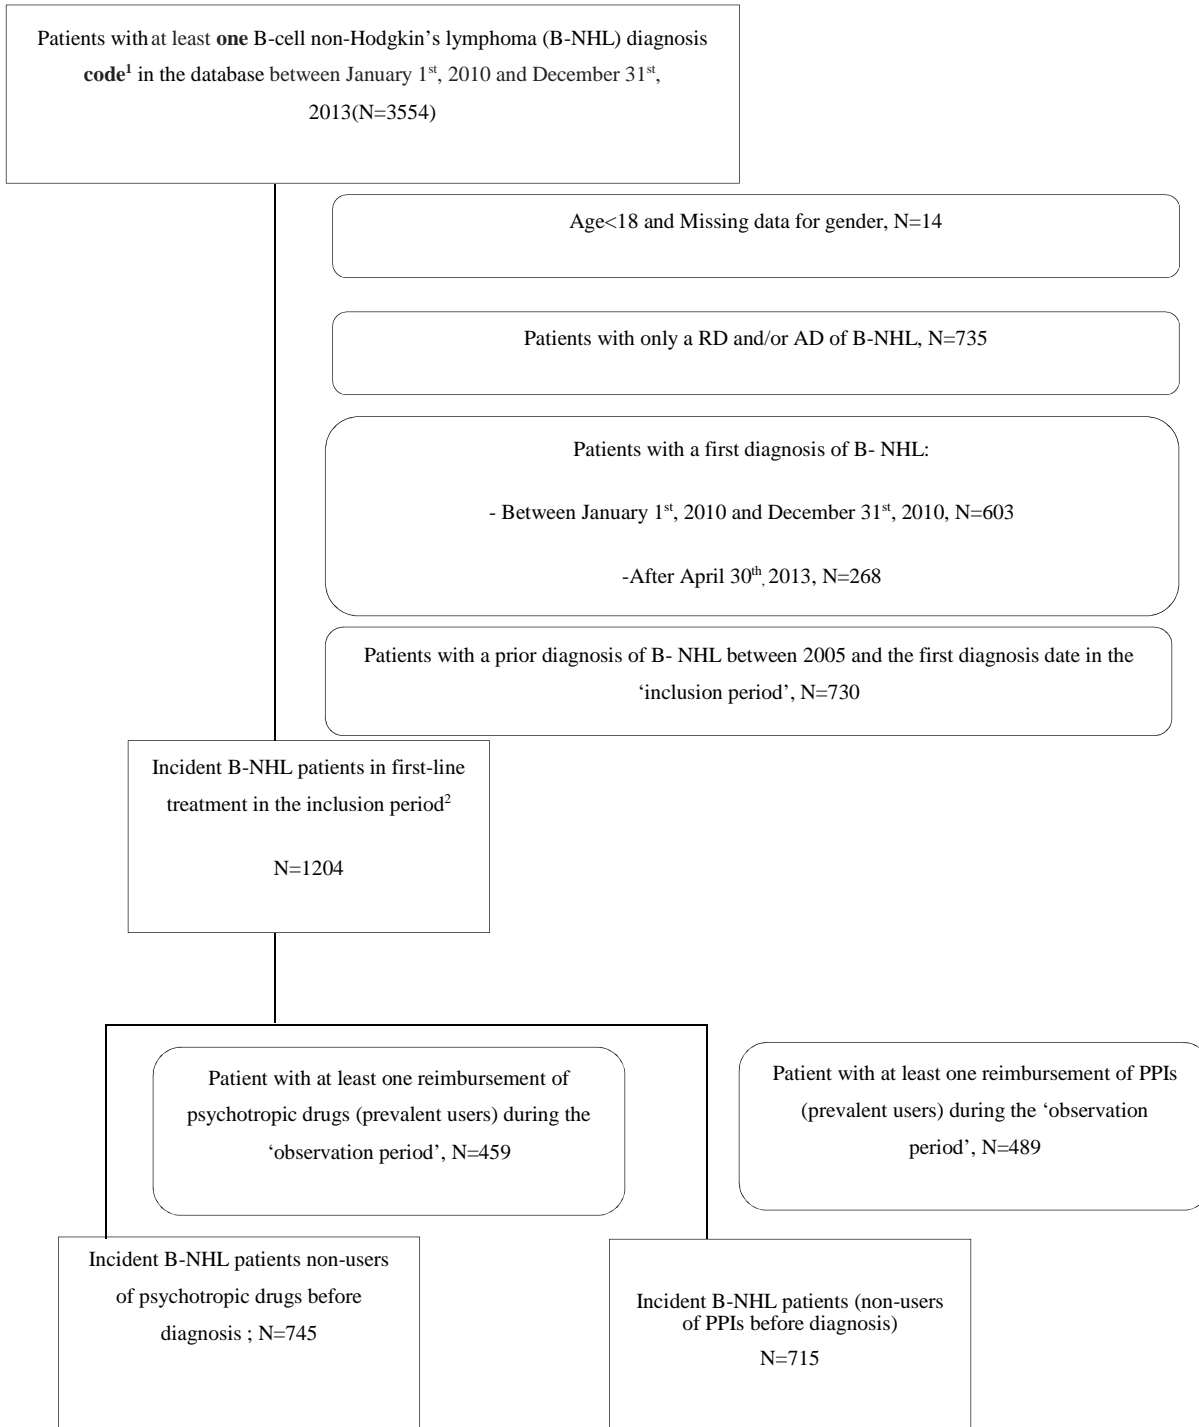 Patients with at least one B-cell non-Hodgkin's lymphoma (B-NHL) diagnosis
code1 in the database between January 1st, 2010 and December 31st,
2013(N=3554)
Age<18 and Missing data for gender, N=14
Patients with only a RD and/or AD of B-NHL, N=735
Patients with a first diagnosis of B- NHL:
- Between January 1st, 2010 and December 31st, 2010, N=603
-After April 30th, 2013, N=268
Patients with a prior diagnosis of B- NHL between 2005 and the first diagnosis date in the
‘inclusion period’, N=730
Incident B-NHL patients in first-line
treatment in the inclusion period2
N=1204
Patient with at least one reimbursement of
psychotropic drugs (prevalent users) during the
‘observation period’, N=459
Patient with at least one reimbursement of PPIs
(prevalent users) during the ‘observation
period’, N=489
Incident B-NHL patients non-users
of psychotropic drugs before
diagnosis ; N=745
Incident B-NHL patients (non-users
of PPIs before diagnosis)
N=715